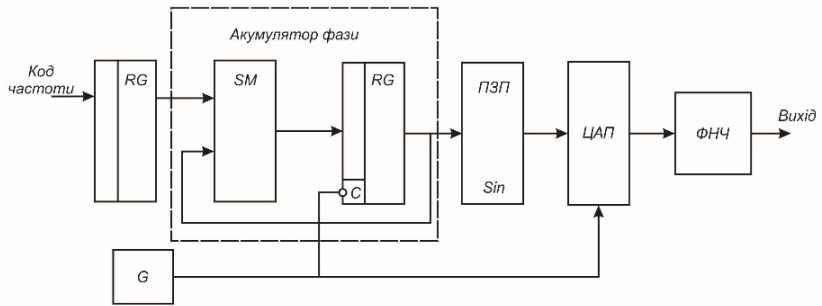 Акумулятор фази
Код
частоти
RG
SM
RG
C
ПЗП
Sin
ЦАП
ФНЧ
Вихід
G